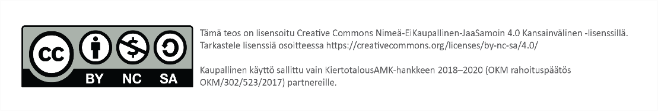 cc
BY NC SA
Tämä teos on lisensoitu Creative Commons Nimeä-EiKaupallinen-JaaSamoin 4.0 Kansainvälinen -lisenssillä.
Tarkastele lisenssiä osoitteessa https://creativecommons.org/licenses/by-nc-sa/4.0/
Kaupallinen käyttö sallittu vain KiertotalousAMK-hankkeen 2018–2020 (OKM rahoituspäätös
OKM/302/523/2017) partnereille.